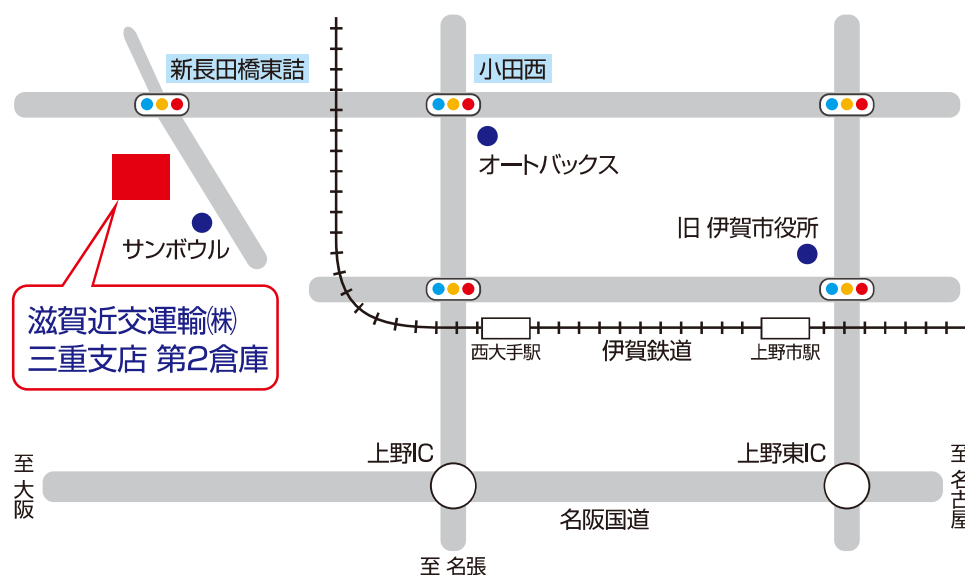 新長田橋東詰
小田西
オートバックス
旧 伊賀市役所
サンボウル
滋賀近交運輸㈱
三重支店 第2倉庫
西大手駅
伊賀鉄道
上野市駅
上野IC
上野東IC
至 大阪
名阪国道
至 名古屋
至 名張